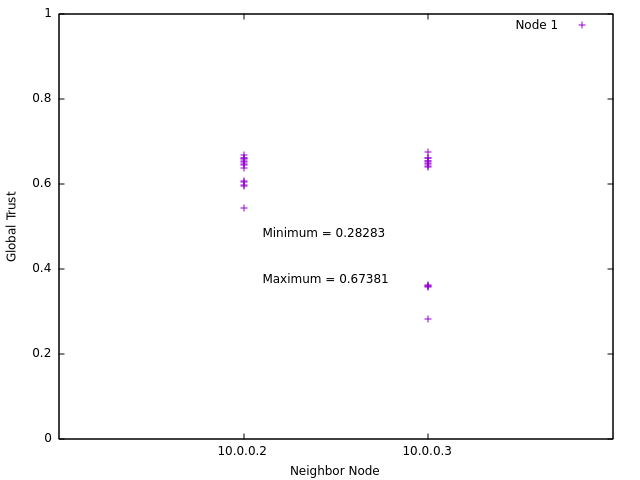 1
Node 1
0.8
0.6
Global Trust
Minimum = 0.28283
0.4
Maximum = 0.67381
0.2
0
10.0.0.2
10.0.0.3
Neighbor Node